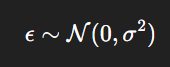 ϵ ∼ 𝒩(0, σ²)